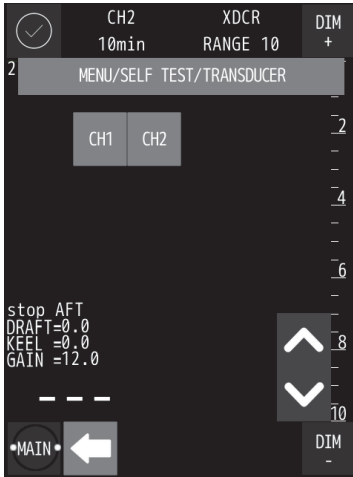 CH2 XDCR DIM
10min RANGE 10 +
2 MENU/SELF TEST/TRANSDUCER
2
CH1 CH2
4
6
stop AFT
DRAFT=0.0
KEEL =0.0
GAIN =12.0
8
- - -
10
•MAIN• DIM
-